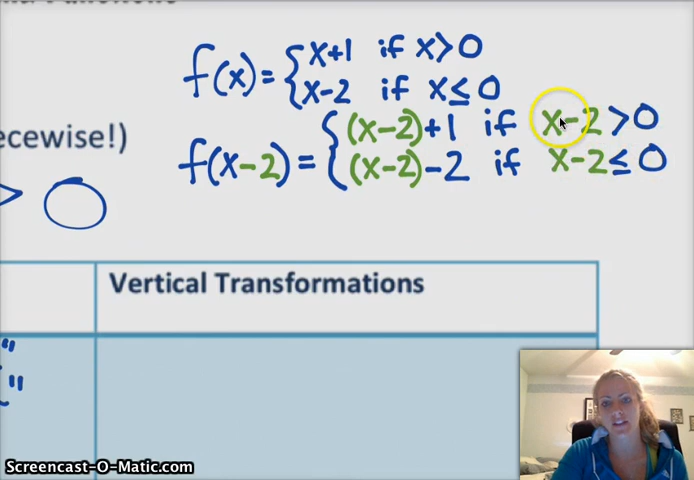 f(x) = { x+1 if x>0
x-2 if x≤0
ecewise!)
f(x-2) = { (x-2)+1 if x-2>0
(x-2)-2 if x-2≤0
> 0
Vertical Transformations
"
"
Screencast-O-Matic.com